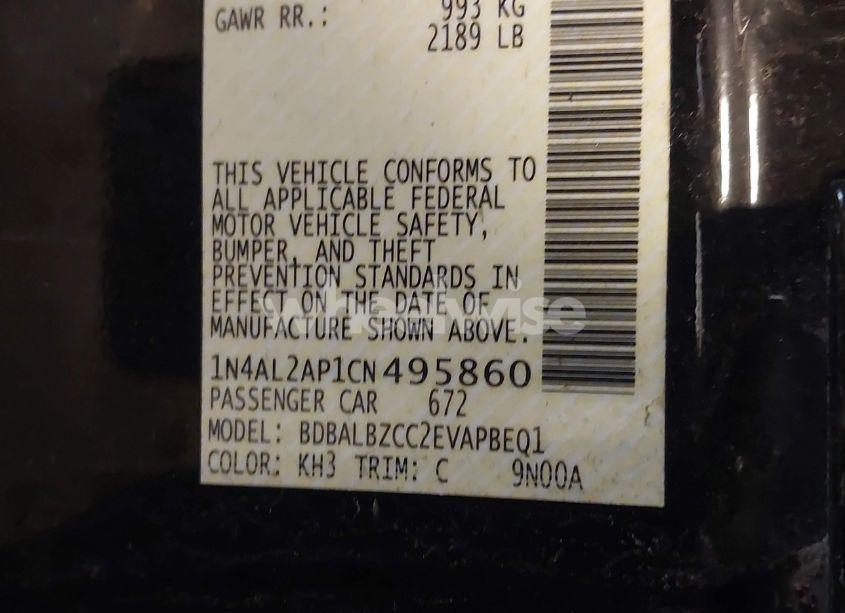 GAWR RR.: 993 KG
2189 LB
THIS VEHICLE CONFORMS TO
ALL APPLICABLE FEDERAL
MOTOR VEHICLE SAFETY,
BUMPER, AND THEFT
PREVENTION STANDARDS IN
EFFECT ON THE DATE OF
MANUFACTURE SHOWN ABOVE.
1N4AL2AP1CN495860
PASSENGER CAR 672
MODEL: BDBALBZCC2EVAPBEQ1
COLOR: KH3 TRIM: C 9N00A